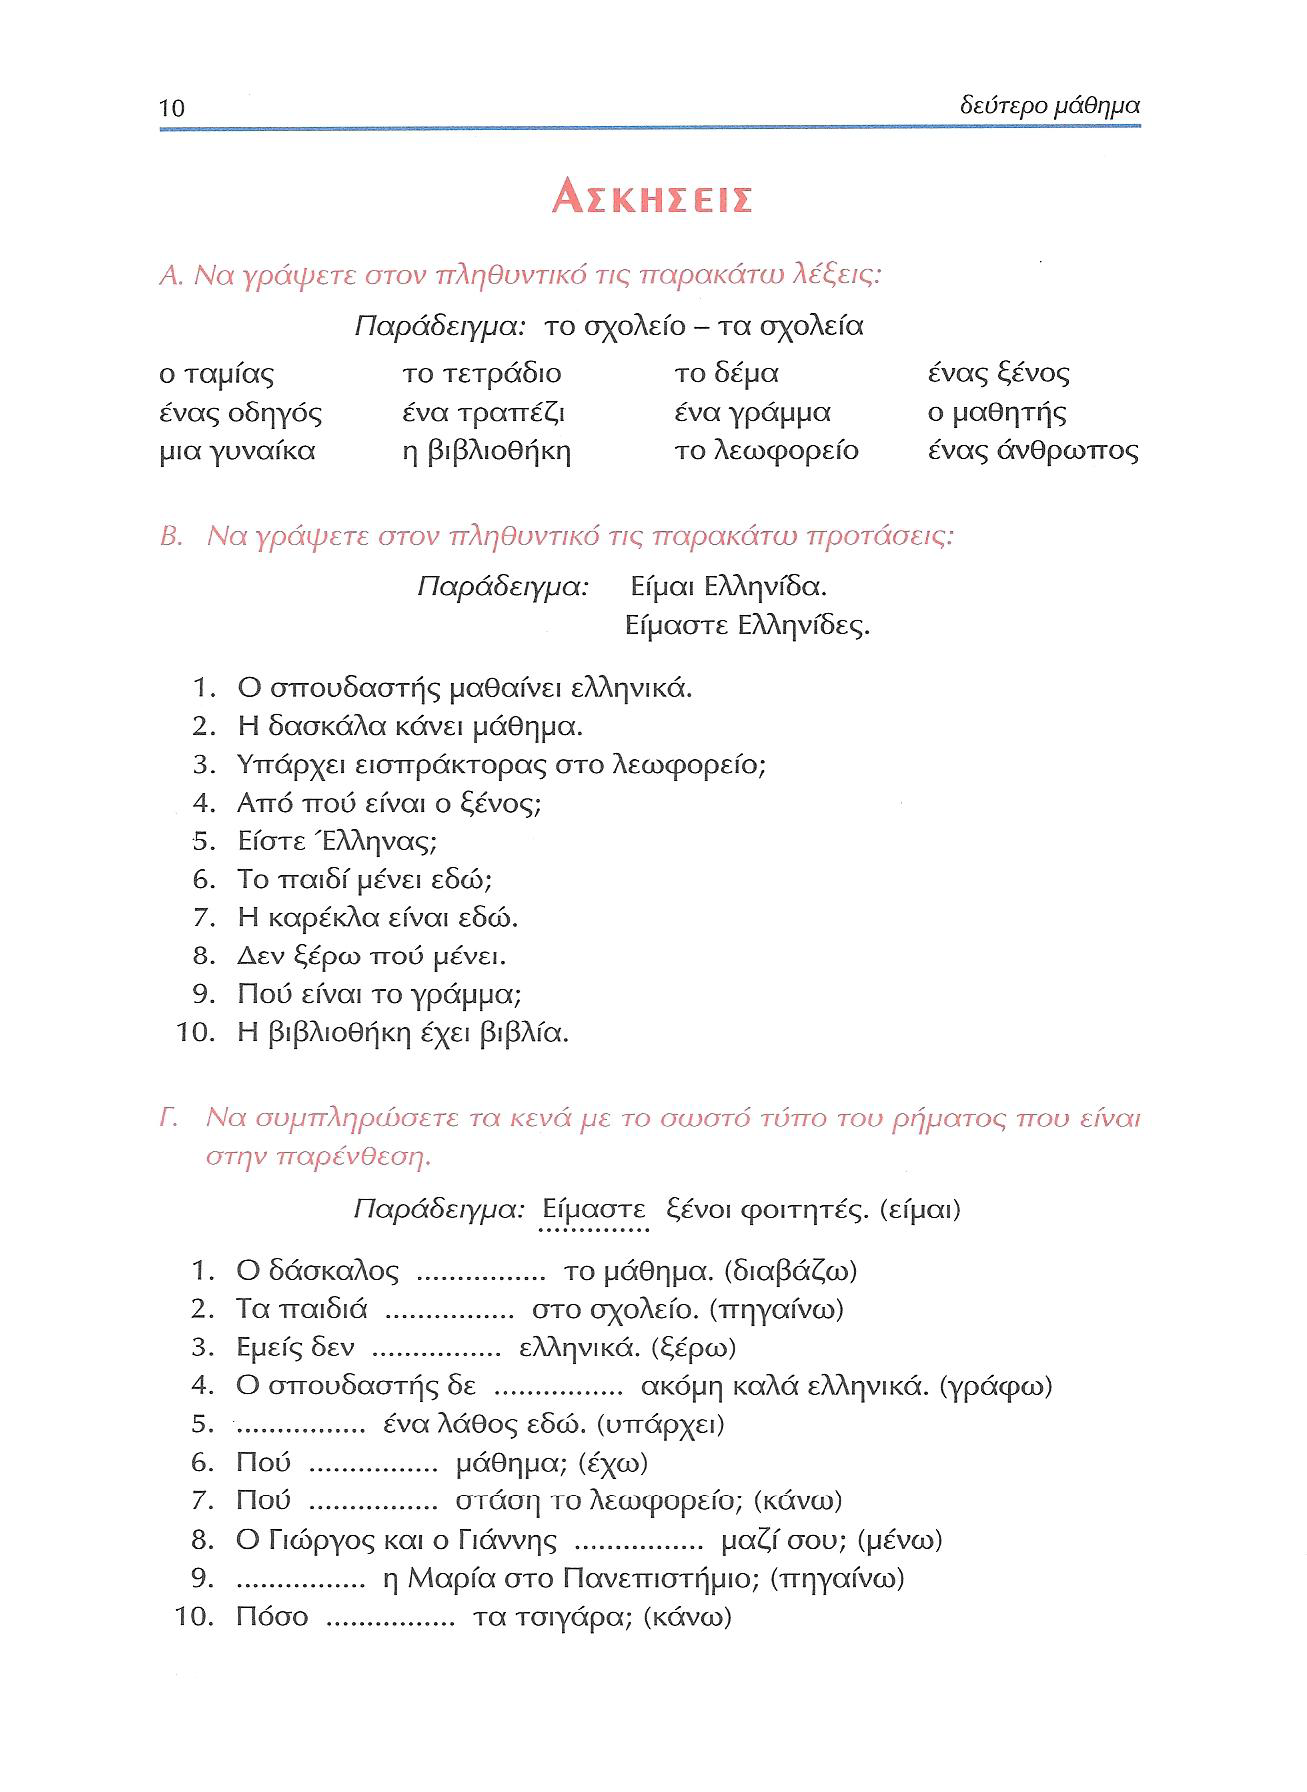 10 δεύτερο μάθημα
ΑΣΚΗΣΕΙΣ
Α. Να γράψετε στον πληθυντικό τις παρακάτω λέξεις:
Παράδειγμα: το σχολείο – τα σχολεία
ο ταμίας το τετράδιο το δέμα ένας ξένος
ένας οδηγός ένα τραπέζι ένα γράμμα ο μαθητής
μια γυναίκα η βιβλιοθήκη το λεωφορείο ένας άνθρωπος
Β. Να γράψετε στον πληθυντικό τις παρακάτω προτάσεις:
Παράδειγμα: Είμαι Ελληνίδα.
Είμαστε Ελληνίδες.
1. Ο σπουδαστής μαθαίνει ελληνικά.
2. Η δασκάλα κάνει μάθημα.
3. Υπάρχει εισπράκτορας στο λεωφορείο;
4. Από πού είναι ο ξένος;
5. Είστε Έλληνας;
6. Το παιδί μένει εδώ;
7. Η καρέκλα είναι εδώ.
8. Δεν ξέρω πού μένει.
9. Πού είναι το γράμμα;
10. Η βιβλιοθήκη έχει βιβλία.
Γ. Να συμπληρώσετε τα κενά με το σωστό τύπο του ρήματος που είναι
στην παρένθεση.
Παράδειγμα: Είμαστε ξένοι φοιτητές. (είμαι)
1. Ο δάσκαλος ................ το μάθημα. (διαβάζω)
2. Τα παιδιά ................ στο σχολείο. (πηγαίνω)
3. Εμείς δεν ................ ελληνικά. (ξέρω)
4. Ο σπουδαστής δε ................ ακόμη καλά ελληνικά. (γράφω)
5. ................ ένα λάθος εδώ. (υπάρχει)
6. Πού ................ μάθημα; (έχω)
7. Πού ................ στάση το λεωφορείο; (κάνω)
8. Ο Γιώργος και ο Γιάννης ................ μαζί σου; (μένω)
9. ................ η Μαρία στο Πανεπιστήμιο; (πηγαίνω)
10. Πόσο ................ τα τσιγάρα; (κάνω)